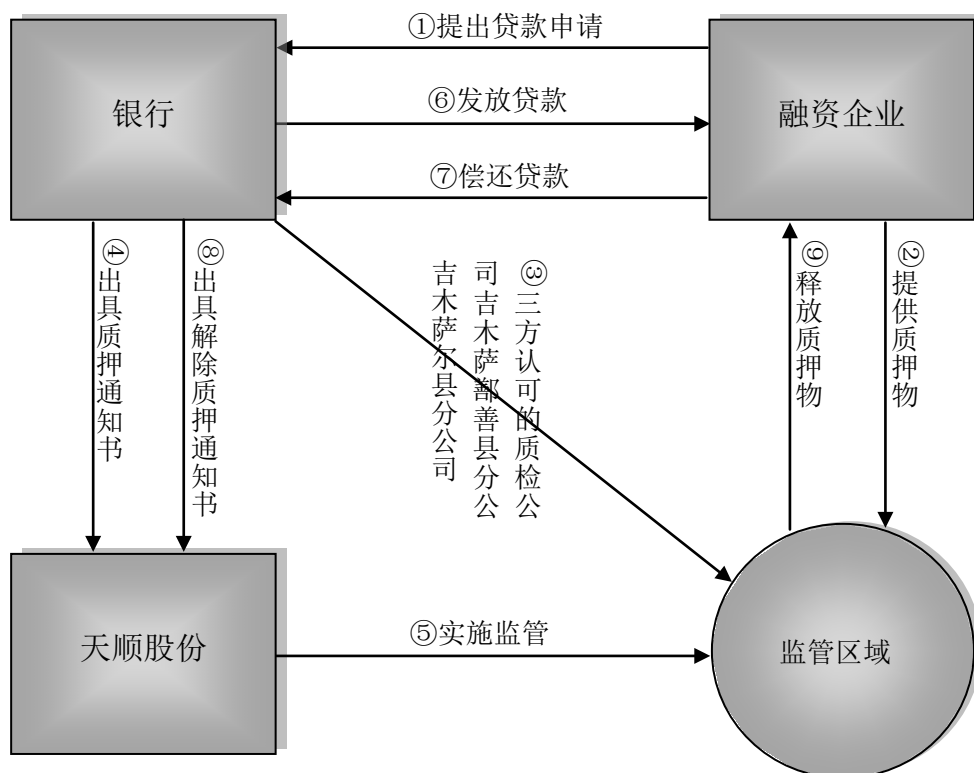 ①提出贷款申请
银行
⑥发放贷款
融资企业
⑦偿还贷款
④出具质押通知书
⑧出具解除质押通知书
③三方认可的质检公
司吉木萨鄯善县分公
吉木萨尔县分公司
⑨释放质押物
②提供质押物
天顺股份
⑤实施监管
监管区域